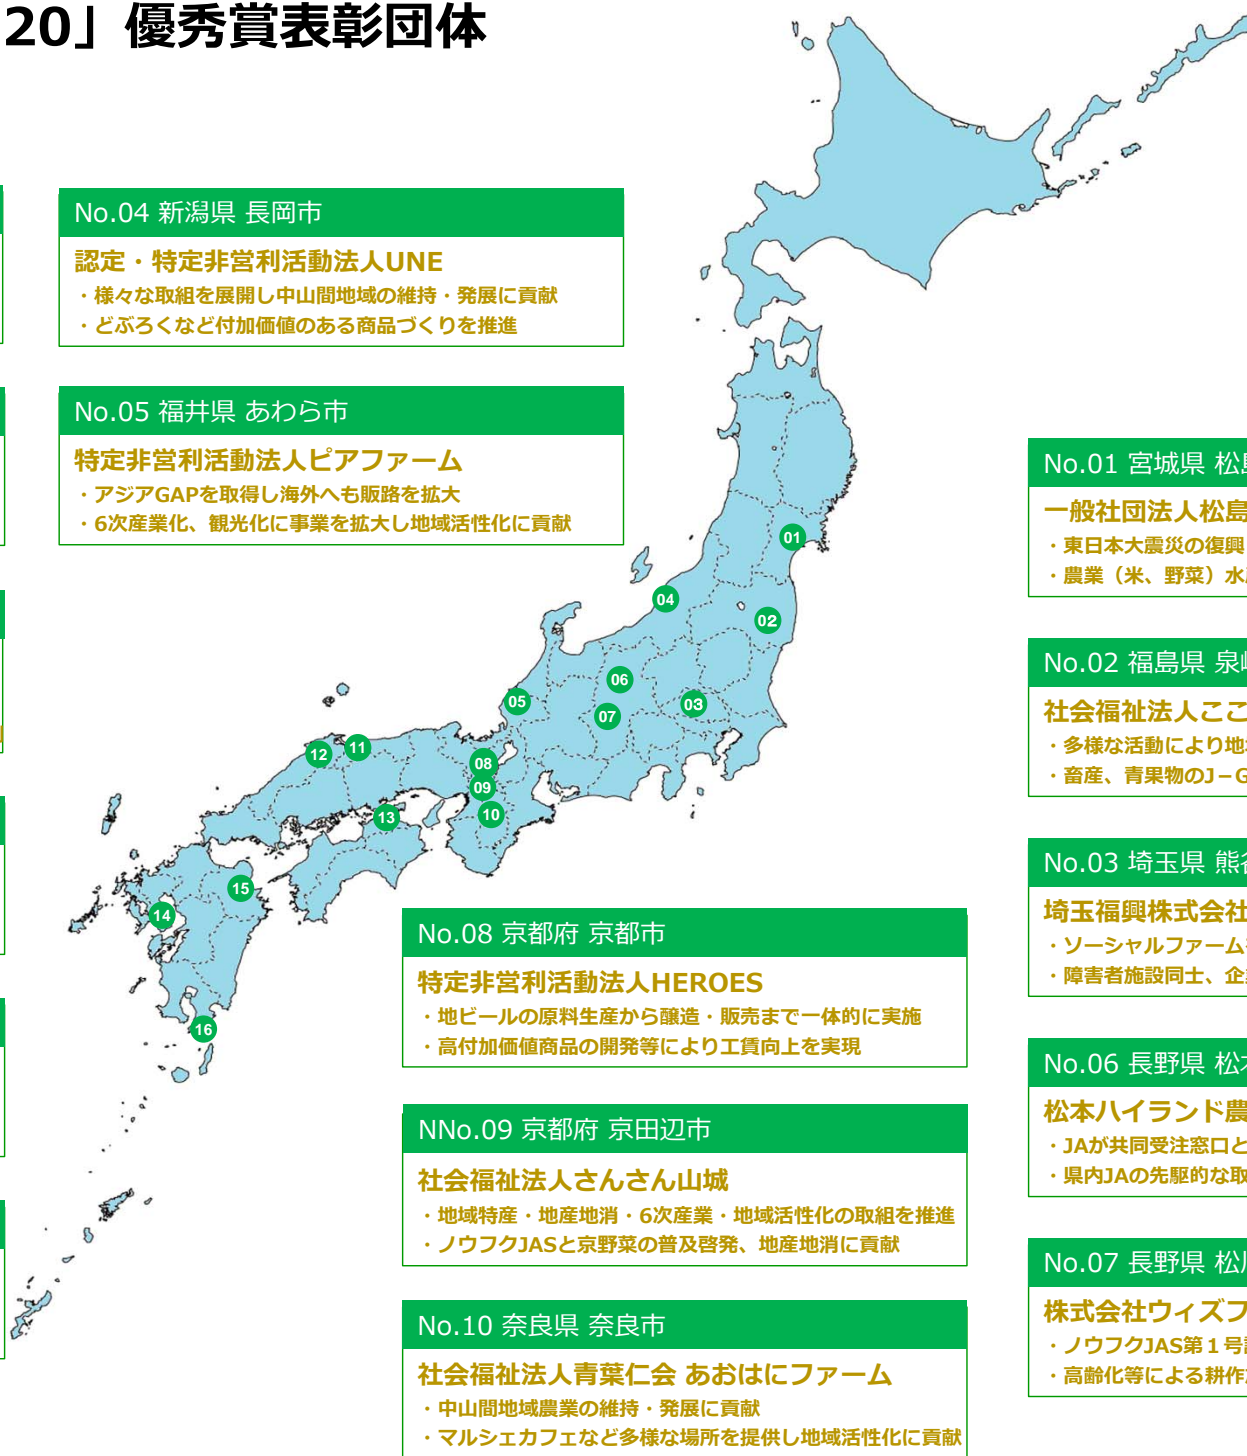 20」優秀賞表彰団体
No.04 新潟県 長岡市
認定・特定非営利活動法人UNE
・様々な取組を展開し中山間地域の維持・発展に貢献
・どぶろくなど付加価値のある商品づくりを推進
No.05 福井県 あわら市
特定非営利活動法人ピアファーム
・アジアGAPを取得し海外へも販路を拡大
・6次産業化、観光化に事業を拡大し地域活性化に貢献
No.01 宮城県 松島
一般社団法人松島
・東日本大震災の復興
・農業（米、野菜）水
No.02 福島県 泉
社会福祉法人ここ
・多様な活動により地
・畜産、青果物のJ－G
No.03 埼玉県 熊谷
埼玉福興株式会社
・ソーシャルファーム
・障害者施設同士、企
No.06 長野県 松本
松本ハイランド農
・JAが共同受注窓口と
・県内JAの先駆的な取
No.07 長野県 松川
株式会社ウィズフ
・ノウフクJAS第１号
・高齢化等による耕作
01
02
03
04
05
06
07
08
09
10
11
12
13
14
15
16
No.08 京都府 京都市
特定非営利活動法人HEROES
・地ビールの原料生産から醸造・販売まで一体的に実施
・高付加価値商品の開発等により工賃向上を実現
NNo.09 京都府 京田辺市
社会福祉法人さんさん山城
・地域特産・地産地消・6次産業・地域活性化の取組を推進
・ノウフクJASと京野菜の普及啓発、地産地消に貢献
No.10 奈良県 奈良市
社会福祉法人青葉仁会 あおはにファーム
・中山間地域農業の維持・発展に貢献
・マルシェカフェなど多様な場所を提供し地域活性化に貢献